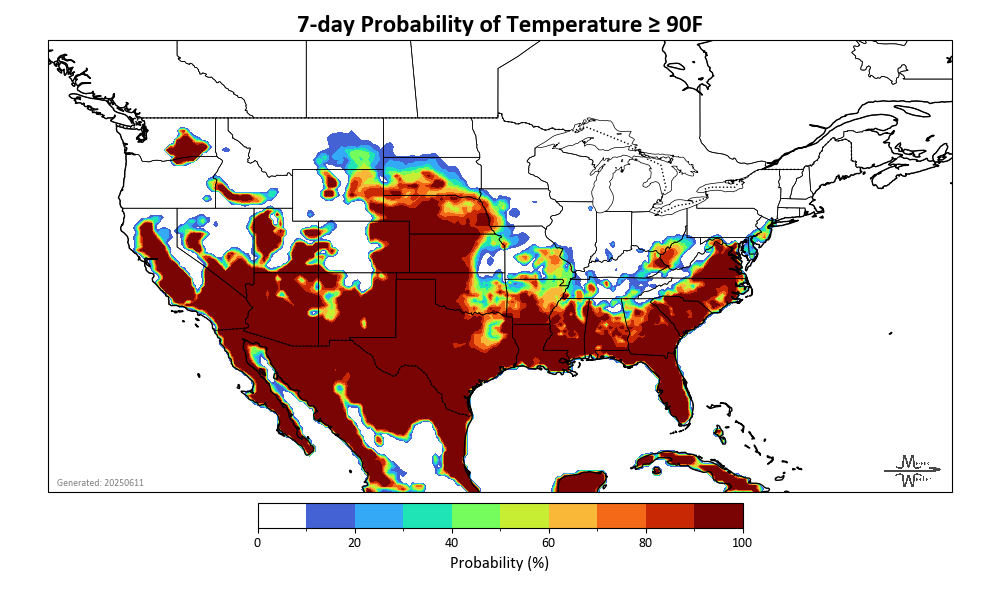 7-day Probability of Temperature ≥ 90F
Generated: 20250611
0 20 40 60 80 100
Probability (%)